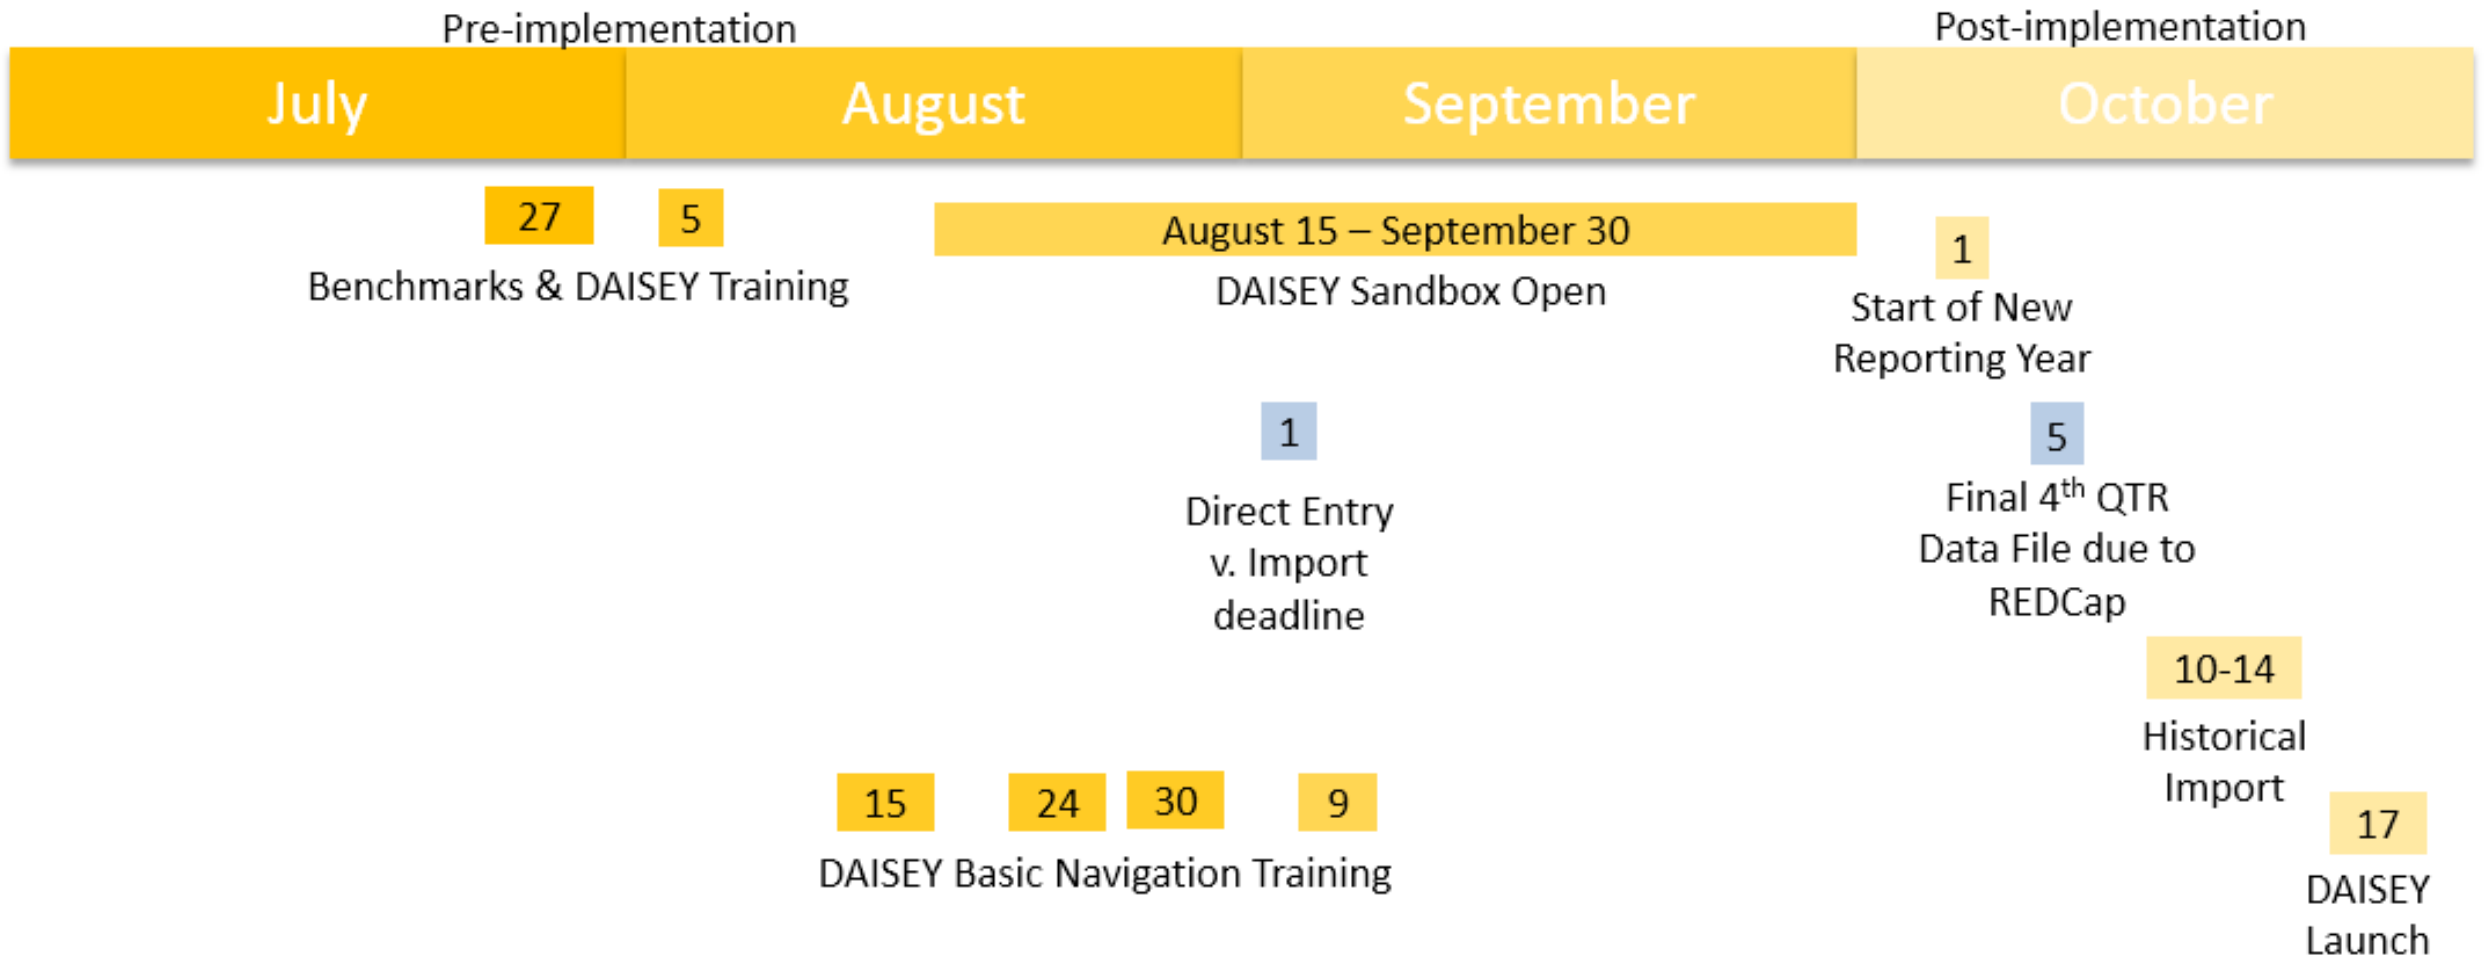 Pre-implementation
Post-implementation
July
August
September
October
27
5
Benchmarks & DAISEY Training
August 15 – September 30
DAISEY Sandbox Open
1
Start of New
Reporting Year
1
Direct Entry
v. Import
deadline
5
Final 4th QTR
Data File due to
REDCap
10-14
Historical
Import
15
24
30
9
DAISEY Basic Navigation Training
17
DAISEY
Launch